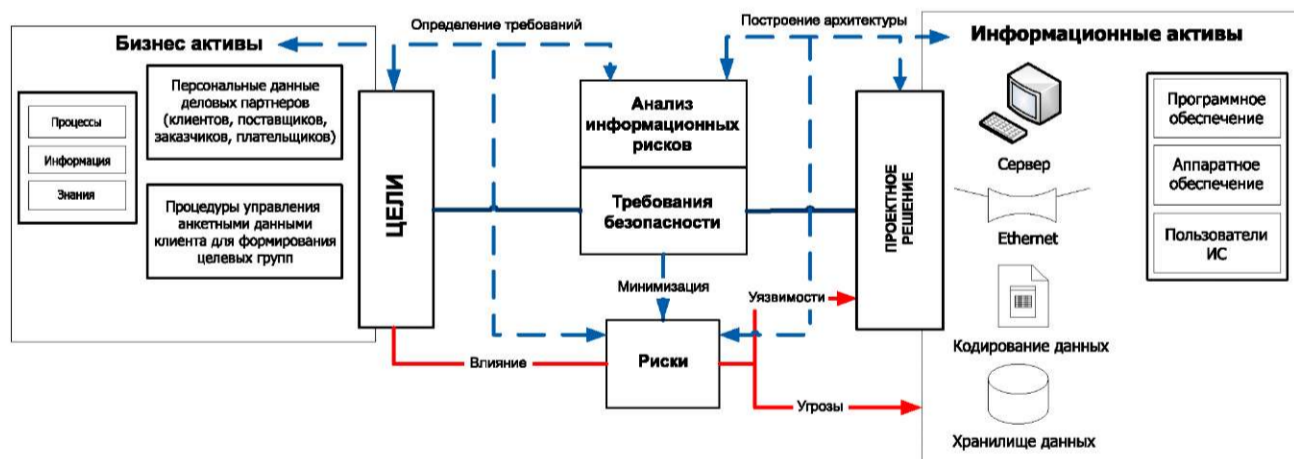 Определение требований
Построение архитектуры
Бизнес активы
Процессы
Информация
Знания
Персональные данные
деловых партнеров
(клиентов, поставщиков,
заказчиков, плательщиков)
Процедуры управления
анкетными данными
клиента для формирования
целевых групп
ЦЕЛИ
Анализ
информационных
рисков
Требования
безопасности
Минимизация
Риски
Влияние
Уязвимости
Угрозы
ПРОЕКТНОЕ
РЕШЕНИЕ
Информационные активы
Сервер
Ethernet
Кодирование данных
Хранилище данных
Программное
обеспечение
Аппаратное
обеспечение
Пользователи
ИС